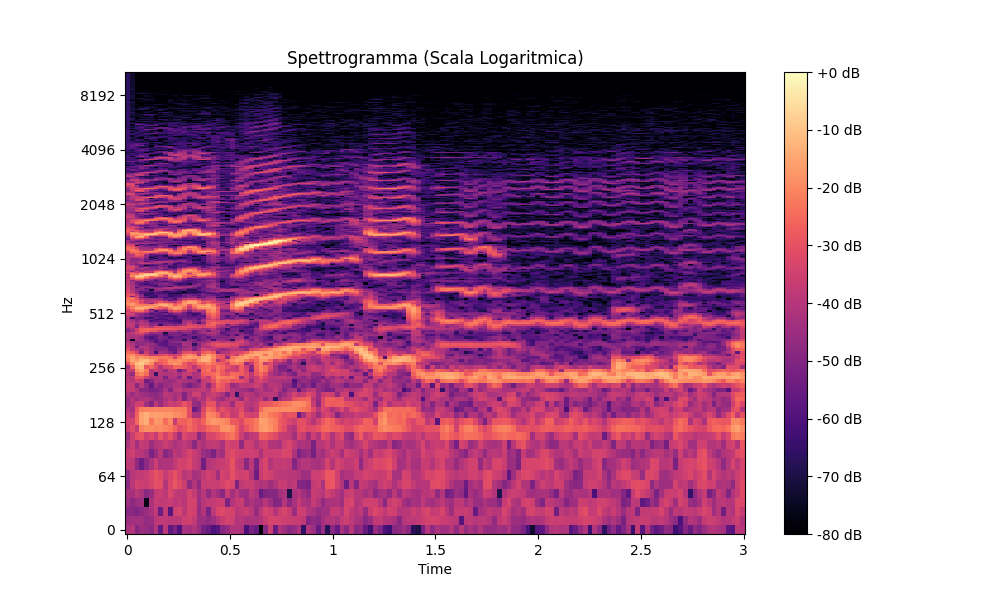 Spettrogramma (Scala Logaritmica)
8192
4096
2048
1024
512
256
128
64
0
Hz
0
0.5
1
1.5
2
2.5
3
Time
+0 dB
-10 dB
-20 dB
-30 dB
-40 dB
-50 dB
-60 dB
-70 dB
-80 dB